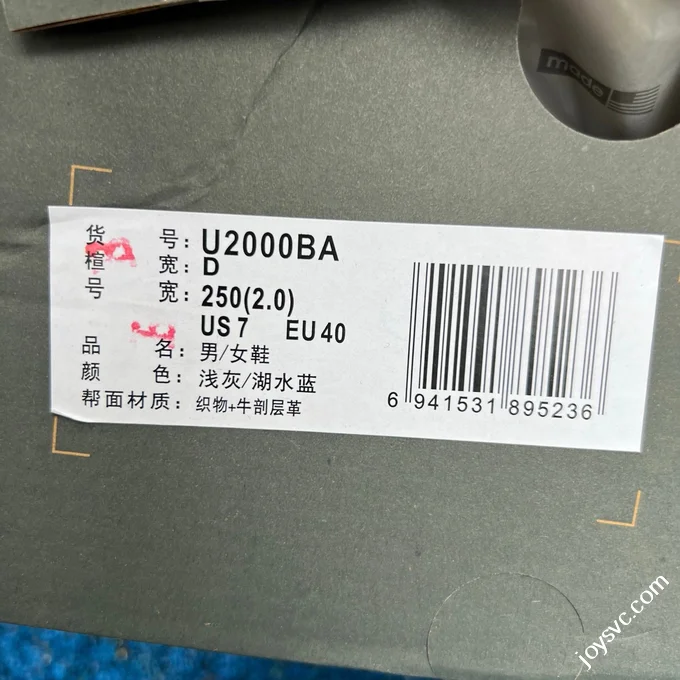 made
货 号: U2000BA
楦 宽: D
号 宽: 250(2.0)
US 7 EU 40
品 名: 男/女鞋
颜 色: 浅灰/湖水蓝
帮面材质: 织物+牛剖层革
6 941531 895236
joysvc.com